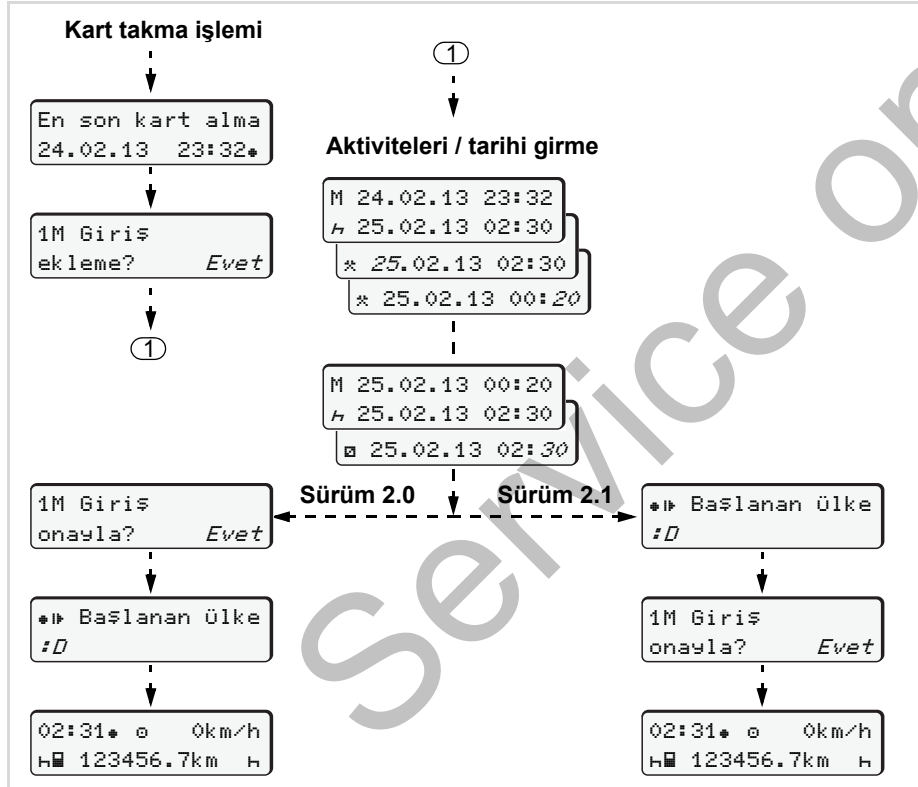 Kart takma işlemi
En son kart alma
24.02.13 23:32
1M Giriş
ekleme? Evet
1
1
Aktiviteleri / tarihi girme
M 24.02.13 23:32
25.02.13 02:30
25.02.13 02:30
25.02.13 00:20
M 25.02.13 00:20
25.02.13 02:30
25.02.13 02:30
Sürüm 2.0
Sürüm 2.1
1M Giriş
onayla? Evet
Başlanan ülke
:D
02:31 0km/h
123456.7km
Başlanan ülke
:D
1M Giriş
onayla? Evet
02:31 0km/h
123456.7km
Service